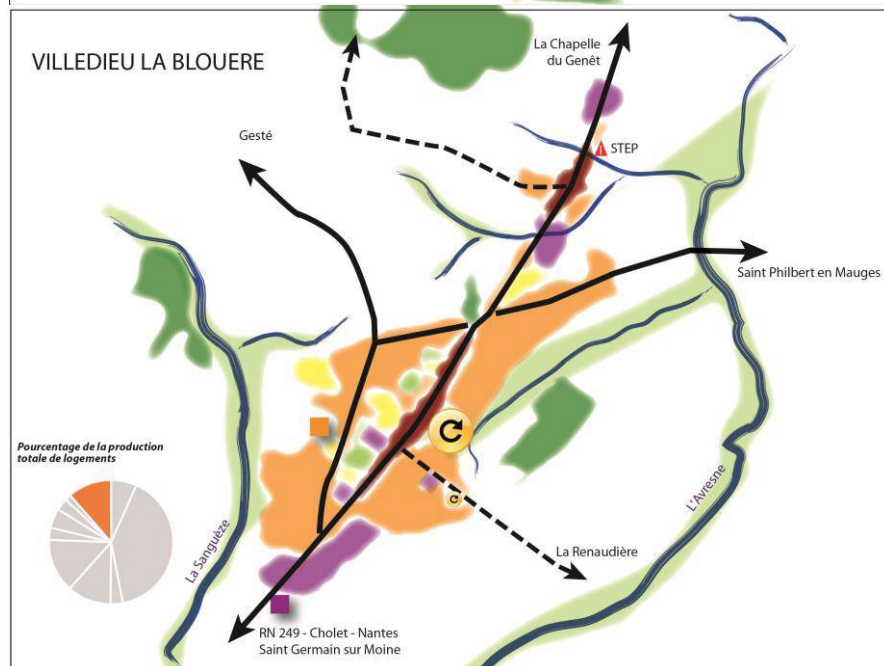 VILLEDIEU LA BLOUERE
La Chapelle
du Genêt
Gesté
STEP
Saint Philbert en Mauges
Pourcentage de la production
totale de logements
La Sanguèze
L'Avresne
La Renaudière
RN 249 - Cholet - Nantes
Saint Germain sur Moine